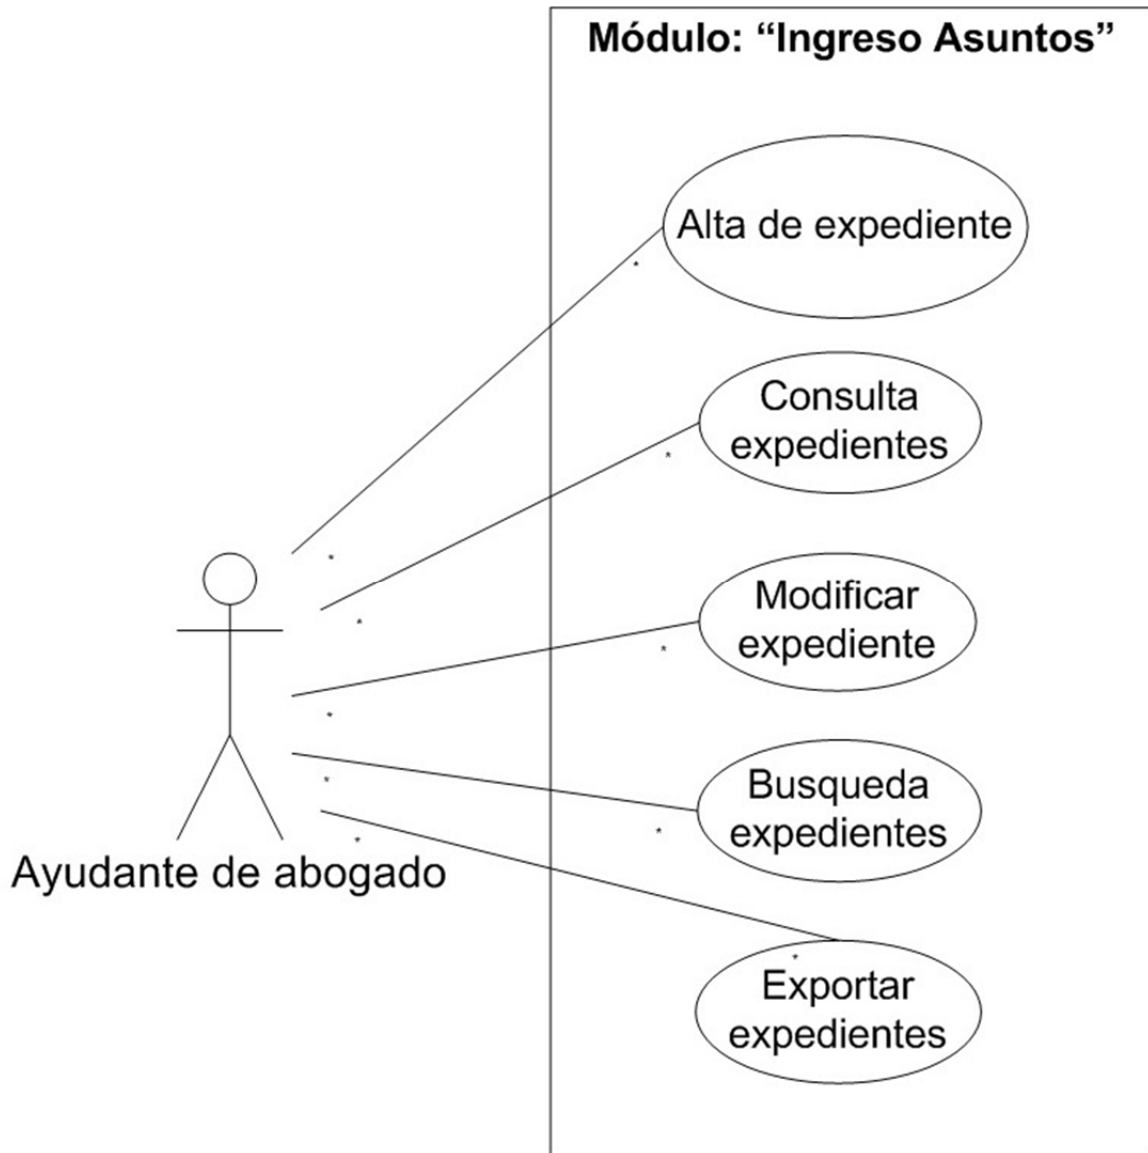 Módulo: “Ingreso Asuntos”
Alta de expediente
*
Consulta
expedientes
*
*
*
Modificar
expediente
*
*
Busqueda
expedientes
*
*
*
Ayudante de abogado
*
Exportar
expedientes